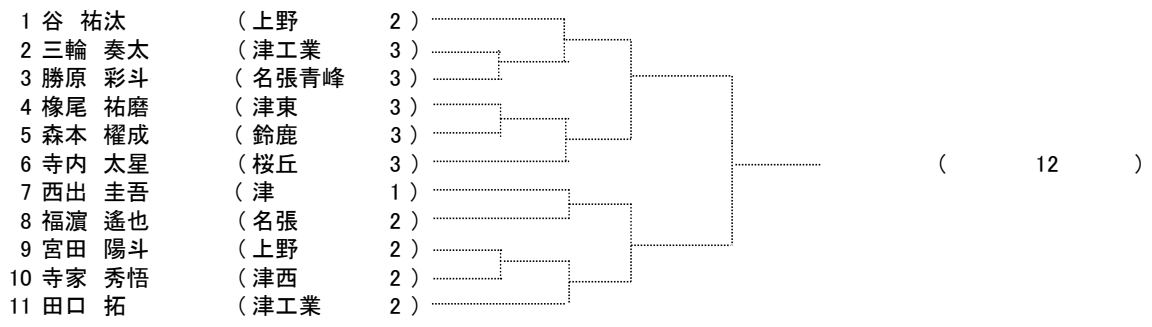 1 谷 祐汰 ( 上野 2 )
2 三輪 奏太 ( 津工業 3 )
3 勝原 彩斗 ( 名張青峰 3 )
4 橡尾 祐磨 ( 津東 3 )
5 森本 櫂成 ( 鈴鹿 3 )
6 寺内 太星 ( 桜丘 3 ) ( 12 )
7 西出 圭吾 ( 津 1 )
8 福濵 遙也 ( 名張 2 )
9 宮田 陽斗 ( 上野 2 )
10 寺家 秀悟 ( 津西 2 )
11 田口 拓 ( 津工業 2 )